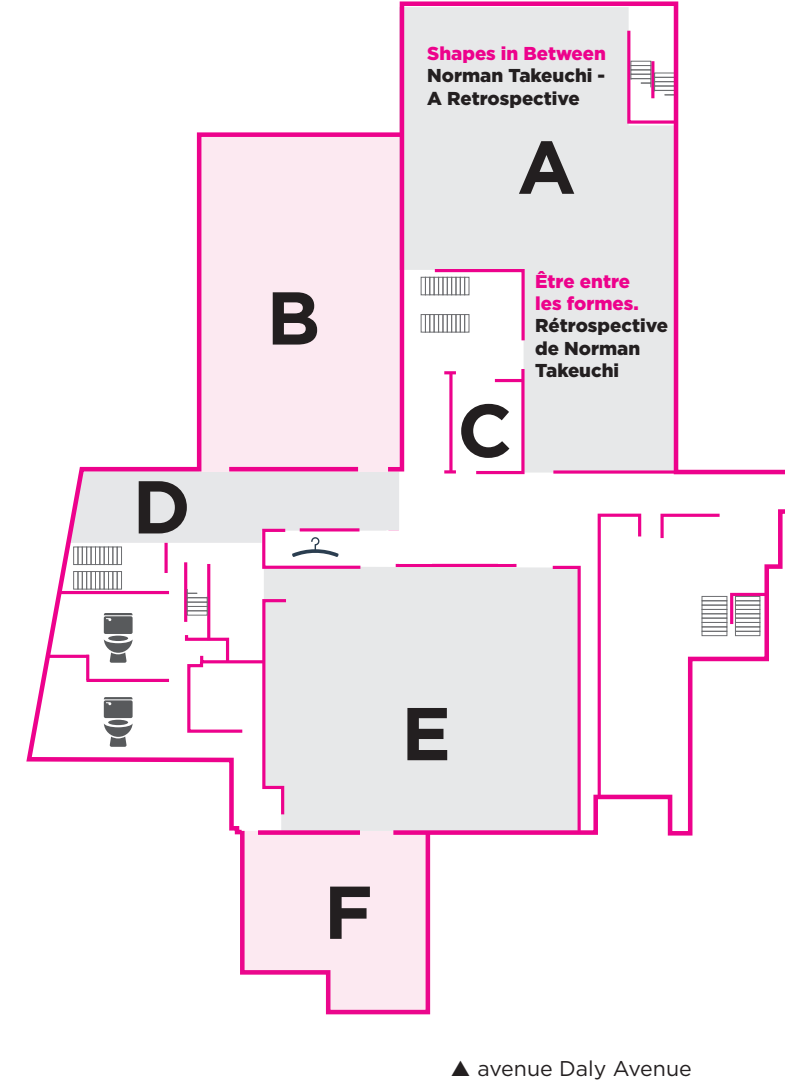 Shapes in Between
Norman Takeuchi -
A Retrospective
A
B
Être entre
les formes.
Rétrospective
de Norman
Takeuchi
C
D
E
F
▲ avenue Daly Avenue